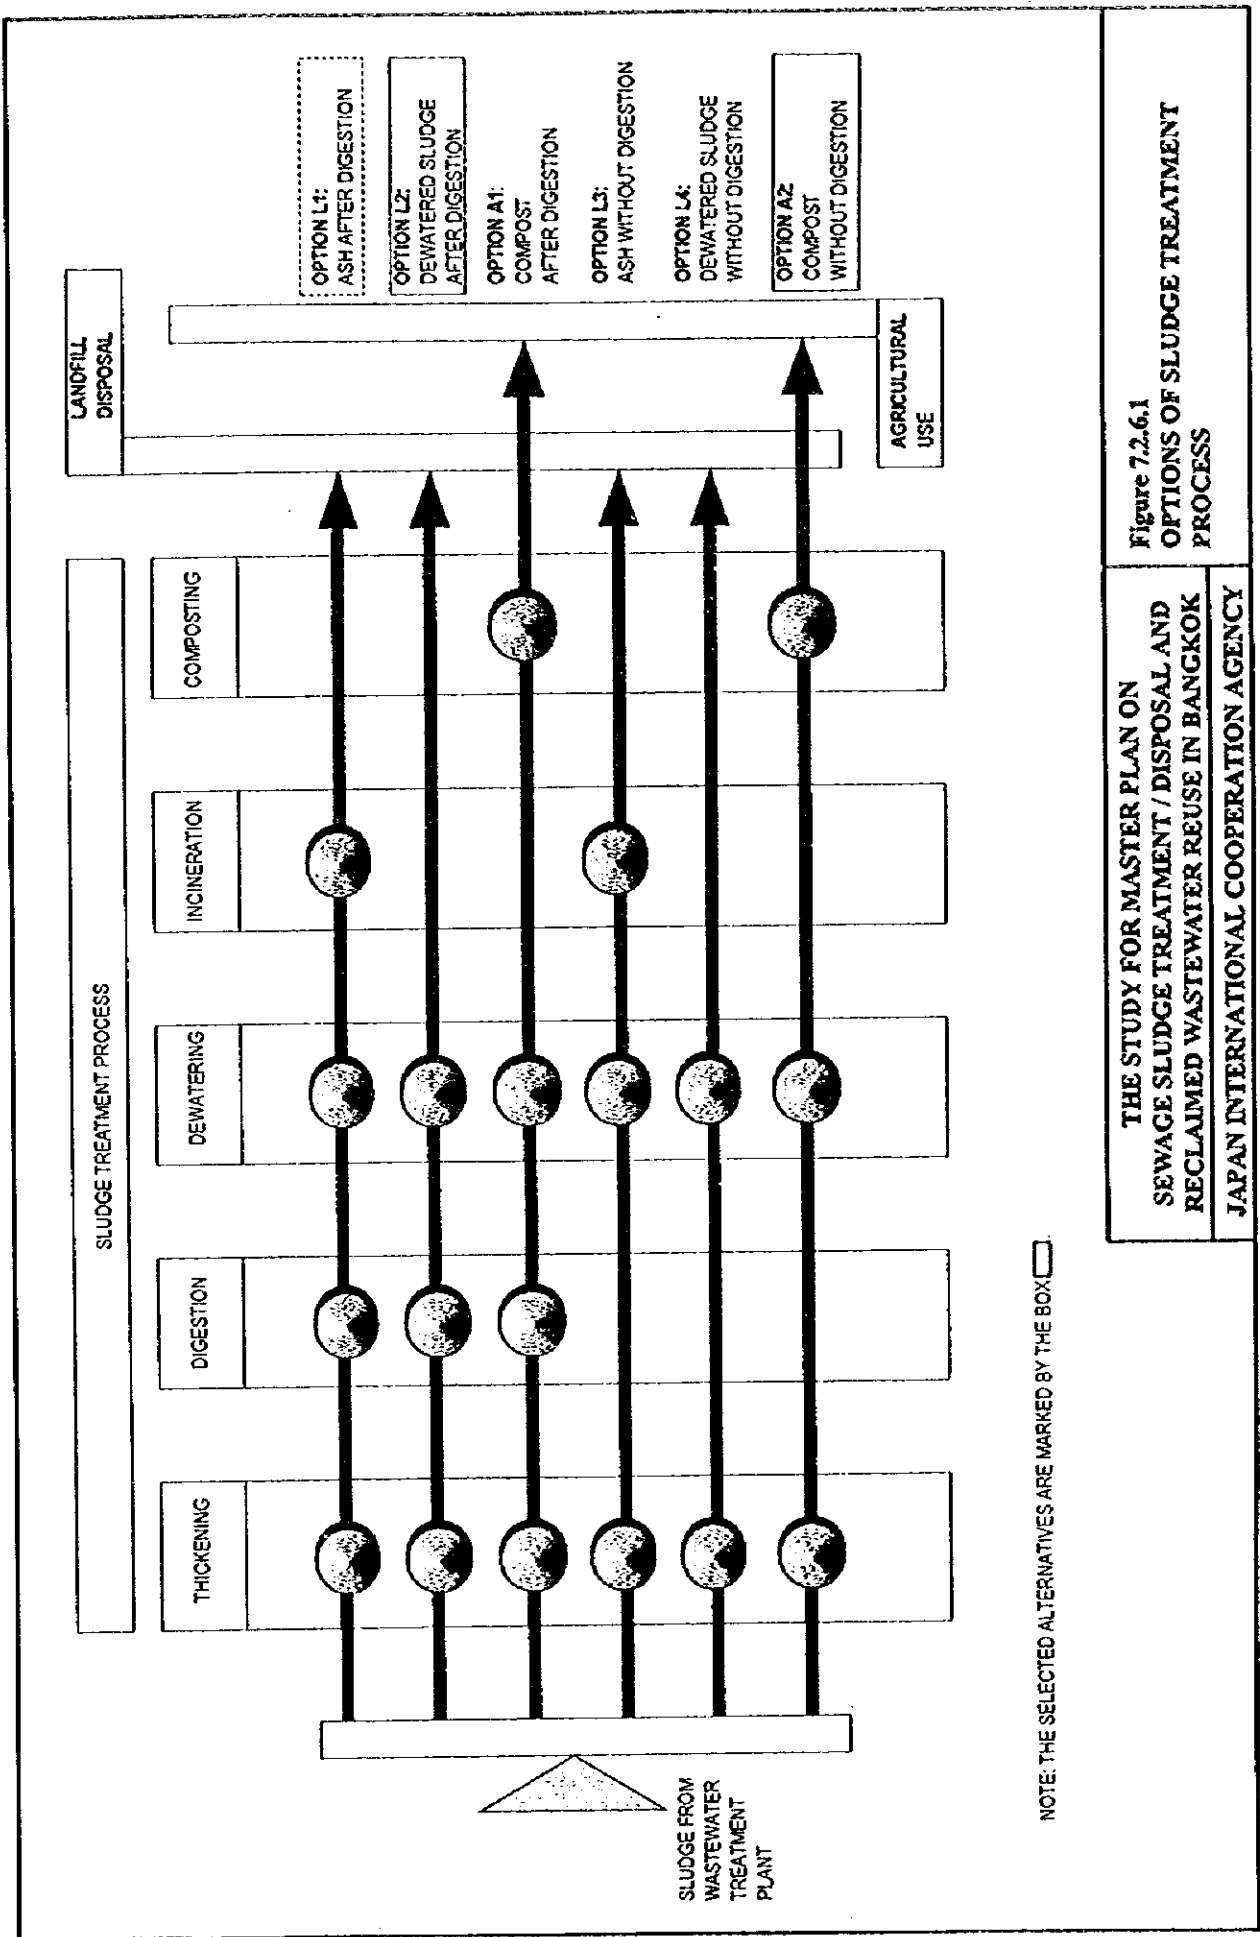 SLUDGE TREATMENT PROCESS
LANDFILL
DISPOSAL
THICKENING
DIGESTION
DEWATERING
INCINERATION
COMPOSTING
OPTION L1:
ASH AFTER DIGESTION
OPTION L2:
DEWATERED SLUDGE
AFTER DIGESTION
OPTION A1:
COMPOST
AFTER DIGESTION
OPTION L3:
ASH WITHOUT DIGESTION
OPTION L4:
DEWATERED SLUDGE
WITHOUT DIGESTION
OPTION A2:
COMPOST
WITHOUT DIGESTION
SLUDGE FROM
WASTEWATER
TREATMENT
PLANT
AGRICULTURAL
USE
NOTE: THE SELECTED ALTERNATIVES ARE MARKED BY THE BOX
THE STUDY FOR MASTER PLAN ON
SEWAGE SLUDGE TREATMENT / DISPOSAL AND
RECLAIMED WASTEWATER REUSE IN BANGKOK
JAPAN INTERNATIONAL COOPERATION AGENCY
Figure 7.2.6.1
OPTIONS OF SLUDGE TREATMENT
PROCESS